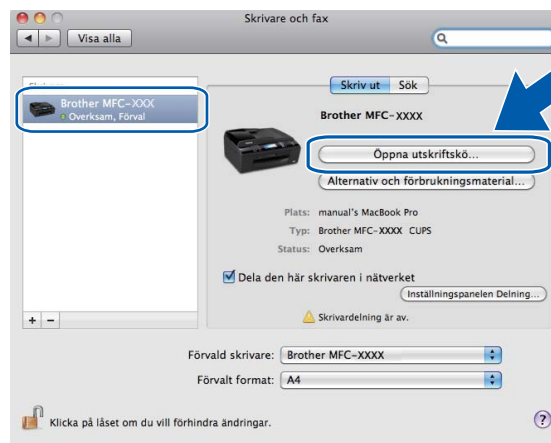 Skrivare och fax
Visa alla
Skriv ut Sök
Brother MFC-XXX
Overksam, Förval
Brother MFC-XXXX
Öppna utskriftskö...
Alternativ och förbrukningsmaterial...
Plats: manual's MacBook Pro
Typ: Brother MFC-XXXX CUPS
Status: Overksam
Dela den här skrivaren i nätverket
Inställningspanelen Delning...
Skrivardelning är av.
+ −
Förvald skrivare: Brother MFC-XXXX
Förvalt format: A4
Klicka på låset om du vill förhindra ändringar.
?